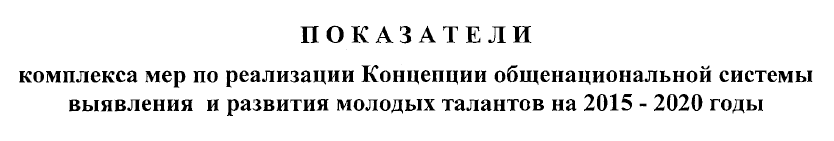 П О К А З А Т Е Л И
комплекса мер по реализации Концепции общенациональной системы
выявления и развития молодых талантов на 2015 - 2020 годы